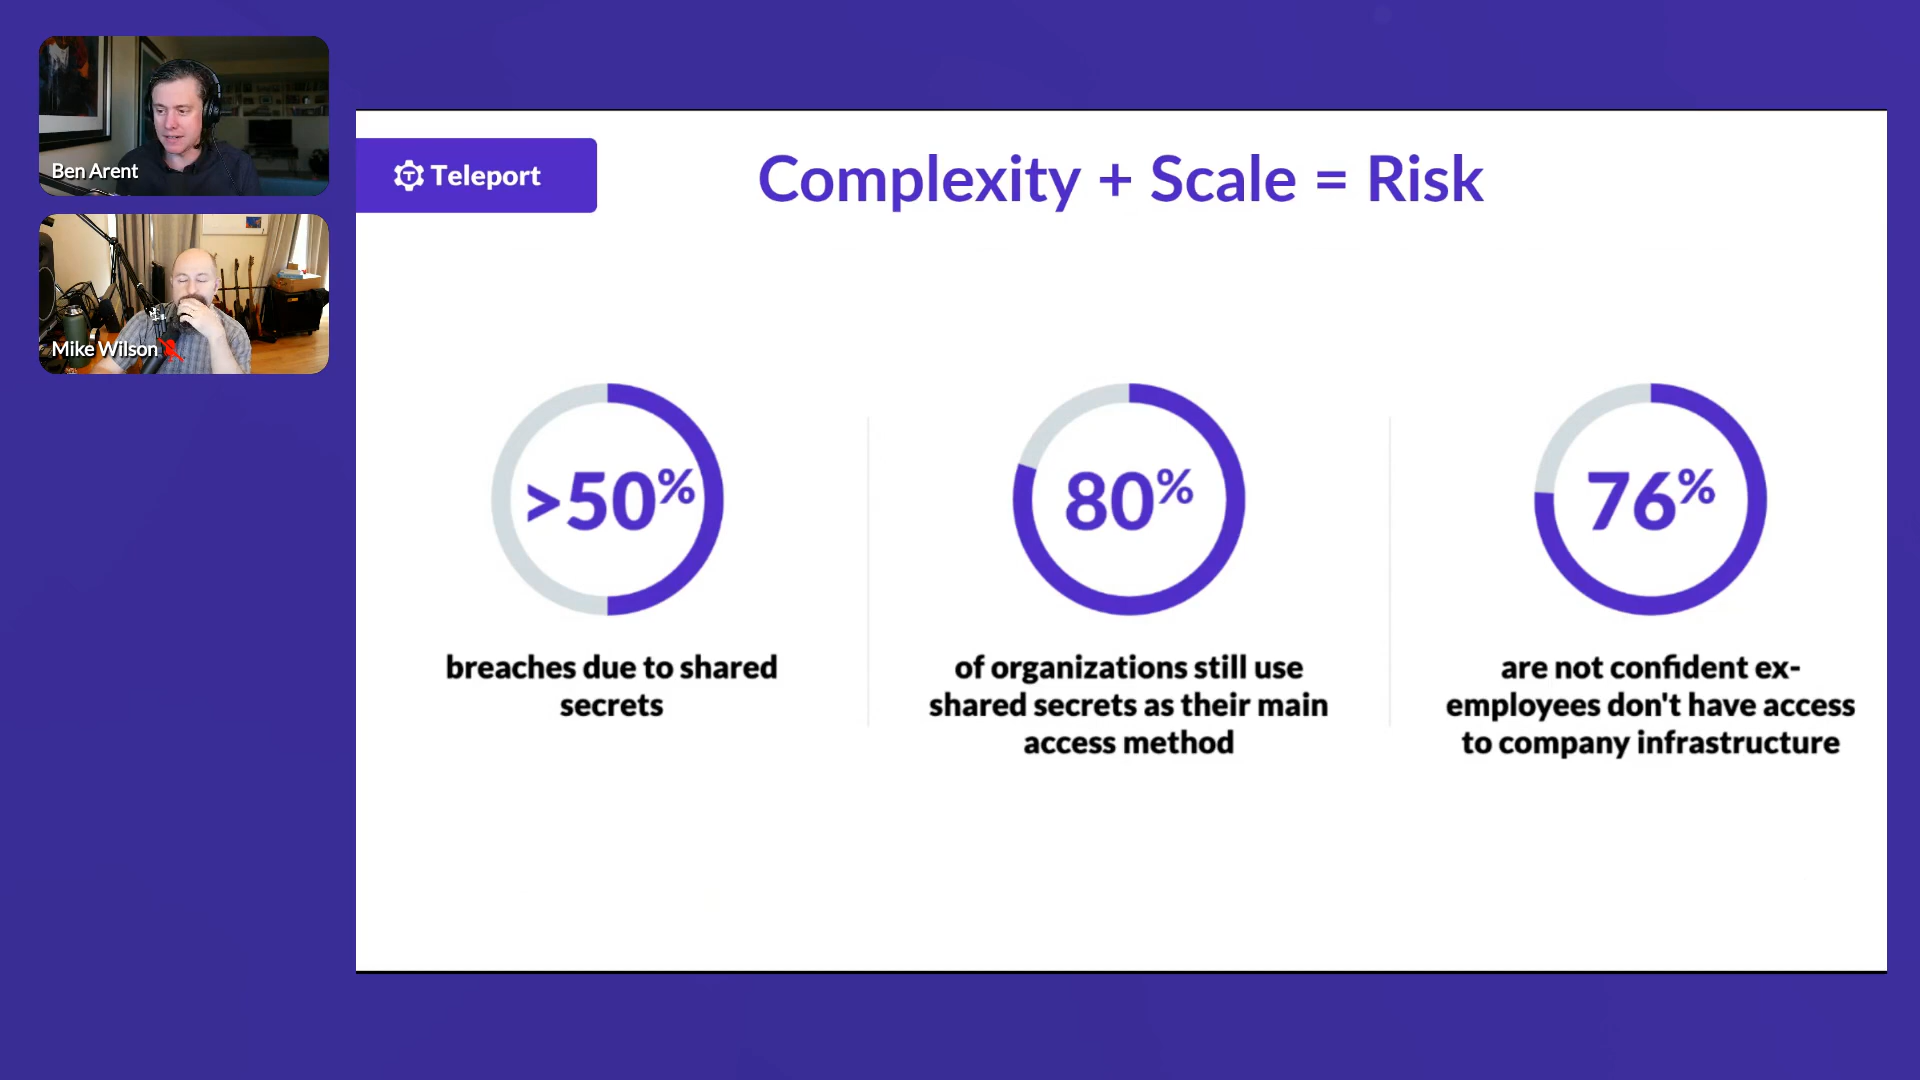 Ben Arent
Mike Wilson
Teleport
Complexity + Scale = Risk
>50%
breaches due to shared
secrets
80%
of organizations still use
shared secrets as their main
access method
76%
are not confident ex-
employees don't have access
to company infrastructure